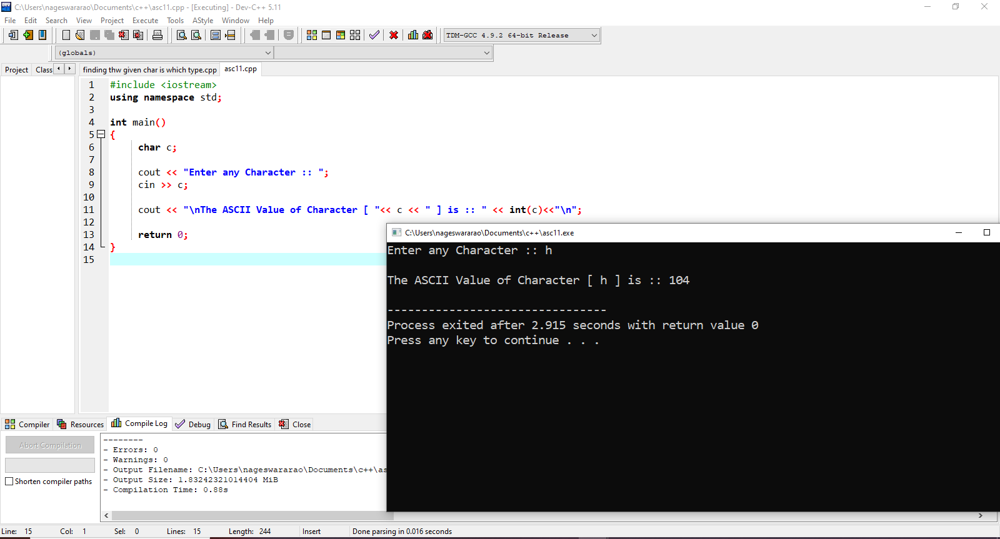 C:\Users\nageswararao\Documents\c++\asc11.cpp - [Executing] - Dev-C++ 5.11
File Edit Search View Project Execute Tools AStyle Window Help
TDM-GCC 4.9.2 64-bit Release
(globals)
Project Class finding thw given char is which type.cpp asc11.cpp
1 #include <iostream>
2 using namespace std;
3
4 int main()
5 {
6 char c;
7
8 cout << "Enter any Character :: ";
9 cin >> c;
10
11 cout << "\nThe ASCII Value of Character [ "<< c << " ] is :: " << int(c)<<"\n";
12
13 return 0;
14 }
15
C:\Users\nageswararao\Documents\c++\asc11.exe
Enter any Character :: h
The ASCII Value of Character [ h ] is :: 104
--------------------------------
Process exited after 2.915 seconds with return value 0
Press any key to continue . . .
Compiler Resources Compile Log Debug Find Results Close
Abort Compilation
Shorten compiler paths
--------
- Errors: 0
- Warnings: 0
- Output Filename: C:\Users\nageswararao\Documents\c++\as
- Output Size: 1.83242321014404 MiB
- Compilation Time: 0.88s
Line: 15 Col: 1 Sel: 0 Lines: 15 Length: 244 Insert Done parsing in 0.016 seconds